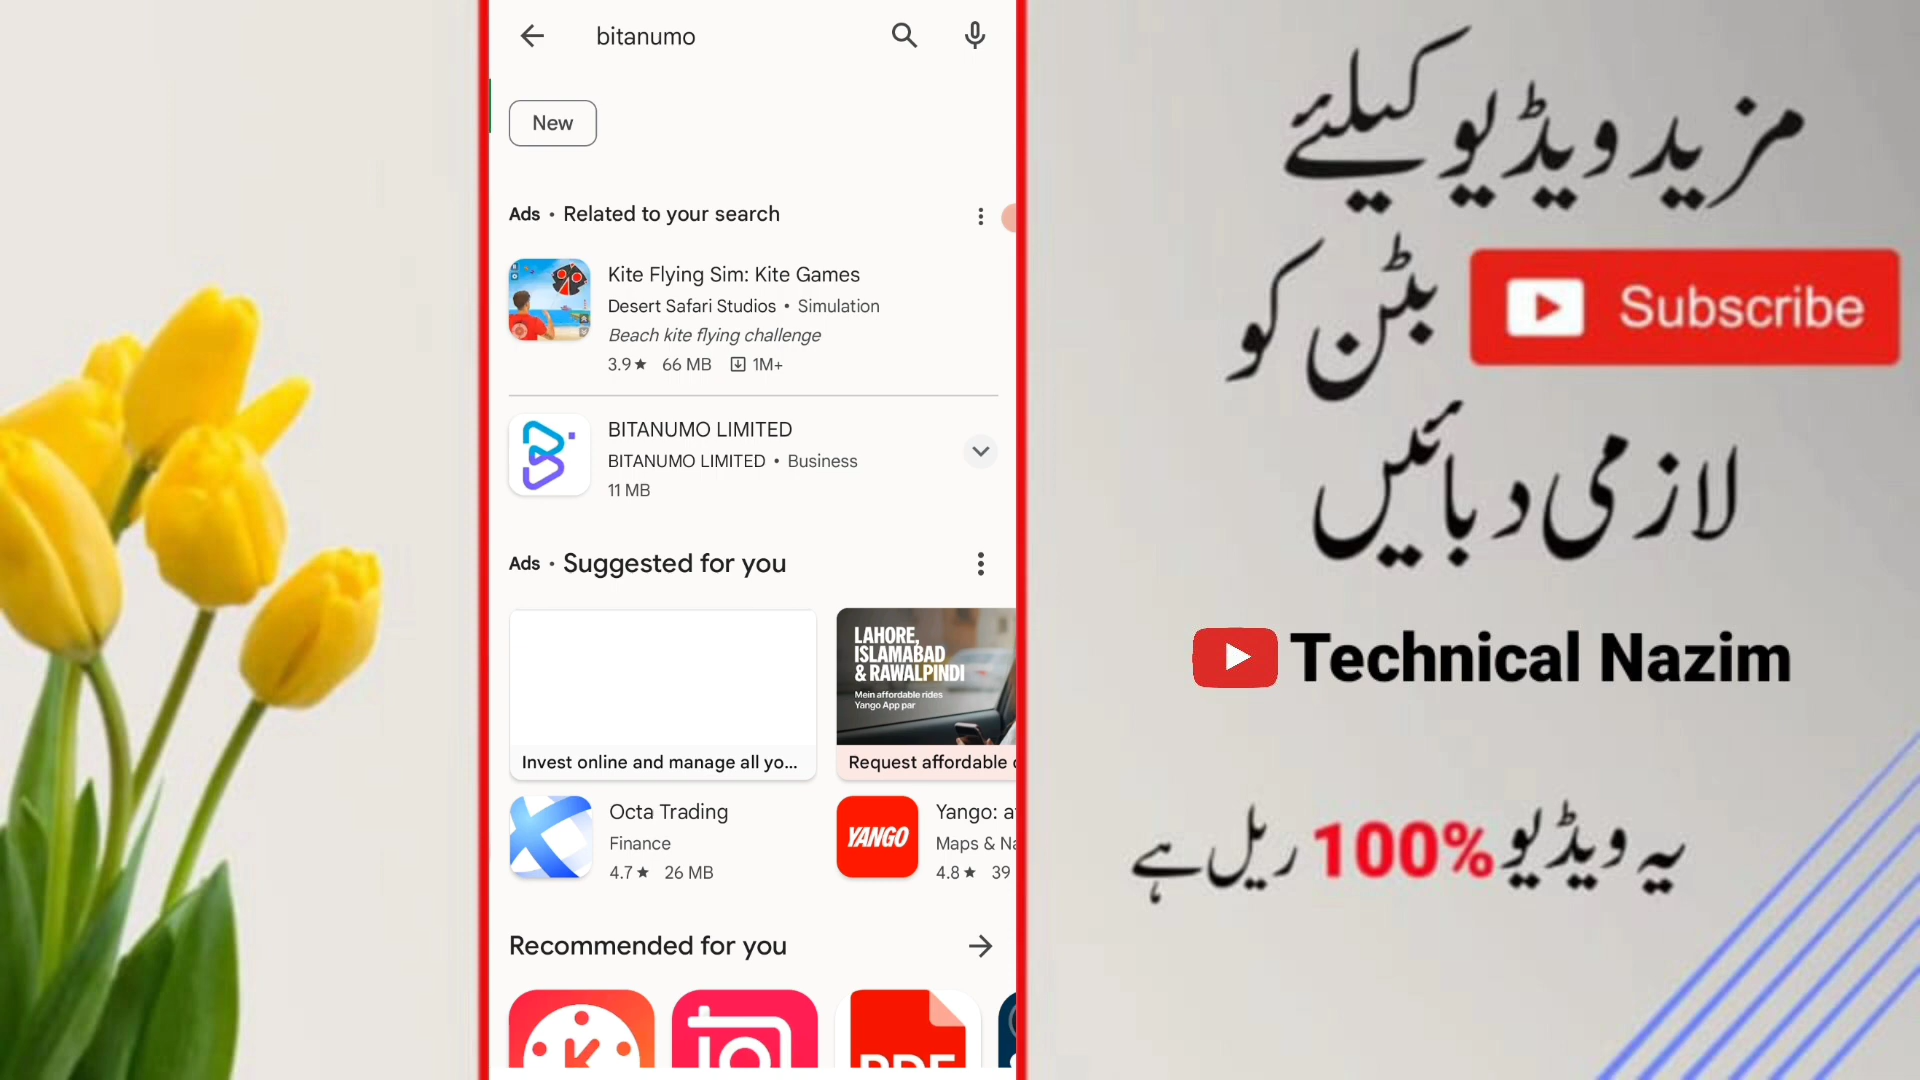 bitanumo
New
Ads • Related to your search
Kite Flying Sim: Kite Games
Desert Safari Studios • Simulation
Beach kite flying challenge
3.9★ 66 MB 1M+
BITANUMO LIMITED
BITANUMO LIMITED • Business
11 MB
Ads • Suggested for you
LAHORE,
ISLAMABAD
& RAWALPINDI
Mein affordable rides
Yango App par
Invest online and manage all yo...
Request affordable
Octa Trading
Finance
4.7★ 26 MB
YANGO
Yango: a
Maps & Na
4.8★ 39
Recommended for you
K
PDF
مزید ویڈیو کیلئے
Subscribe بٹن کو
لازمی دبائیں
Technical Nazim
یہ ویڈیو 100% ریل ہے